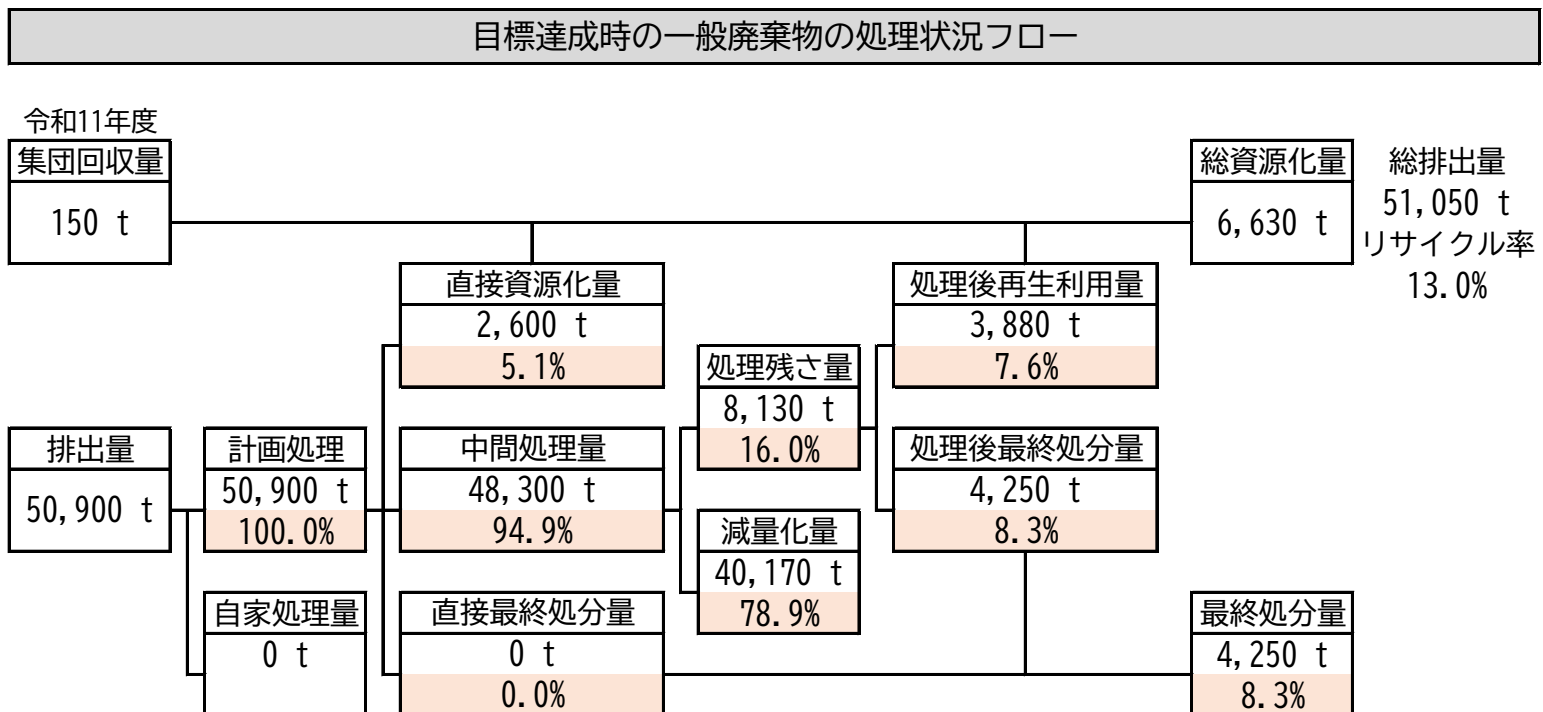 目標達成時の一般廃棄物の処理状況フロー
令和11年度
集団回収量
150 t
総資源化量
6,630 t
総排出量
51,050 t
リサイクル率
13.0%
直接資源化量
2,600 t
5.1%
処理後再生利用量
3,880 t
7.6%
処理残さ量
8,130 t
16.0%
排出量
50,900 t
計画処理
50,900 t
100.0%
中間処理量
48,300 t
94.9%
処理後最終処分量
4,250 t
8.3%
減量化量
40,170 t
78.9%
自家処理量
0 t
直接最終処分量
0 t
0.0%
最終処分量
4,250 t
8.3%